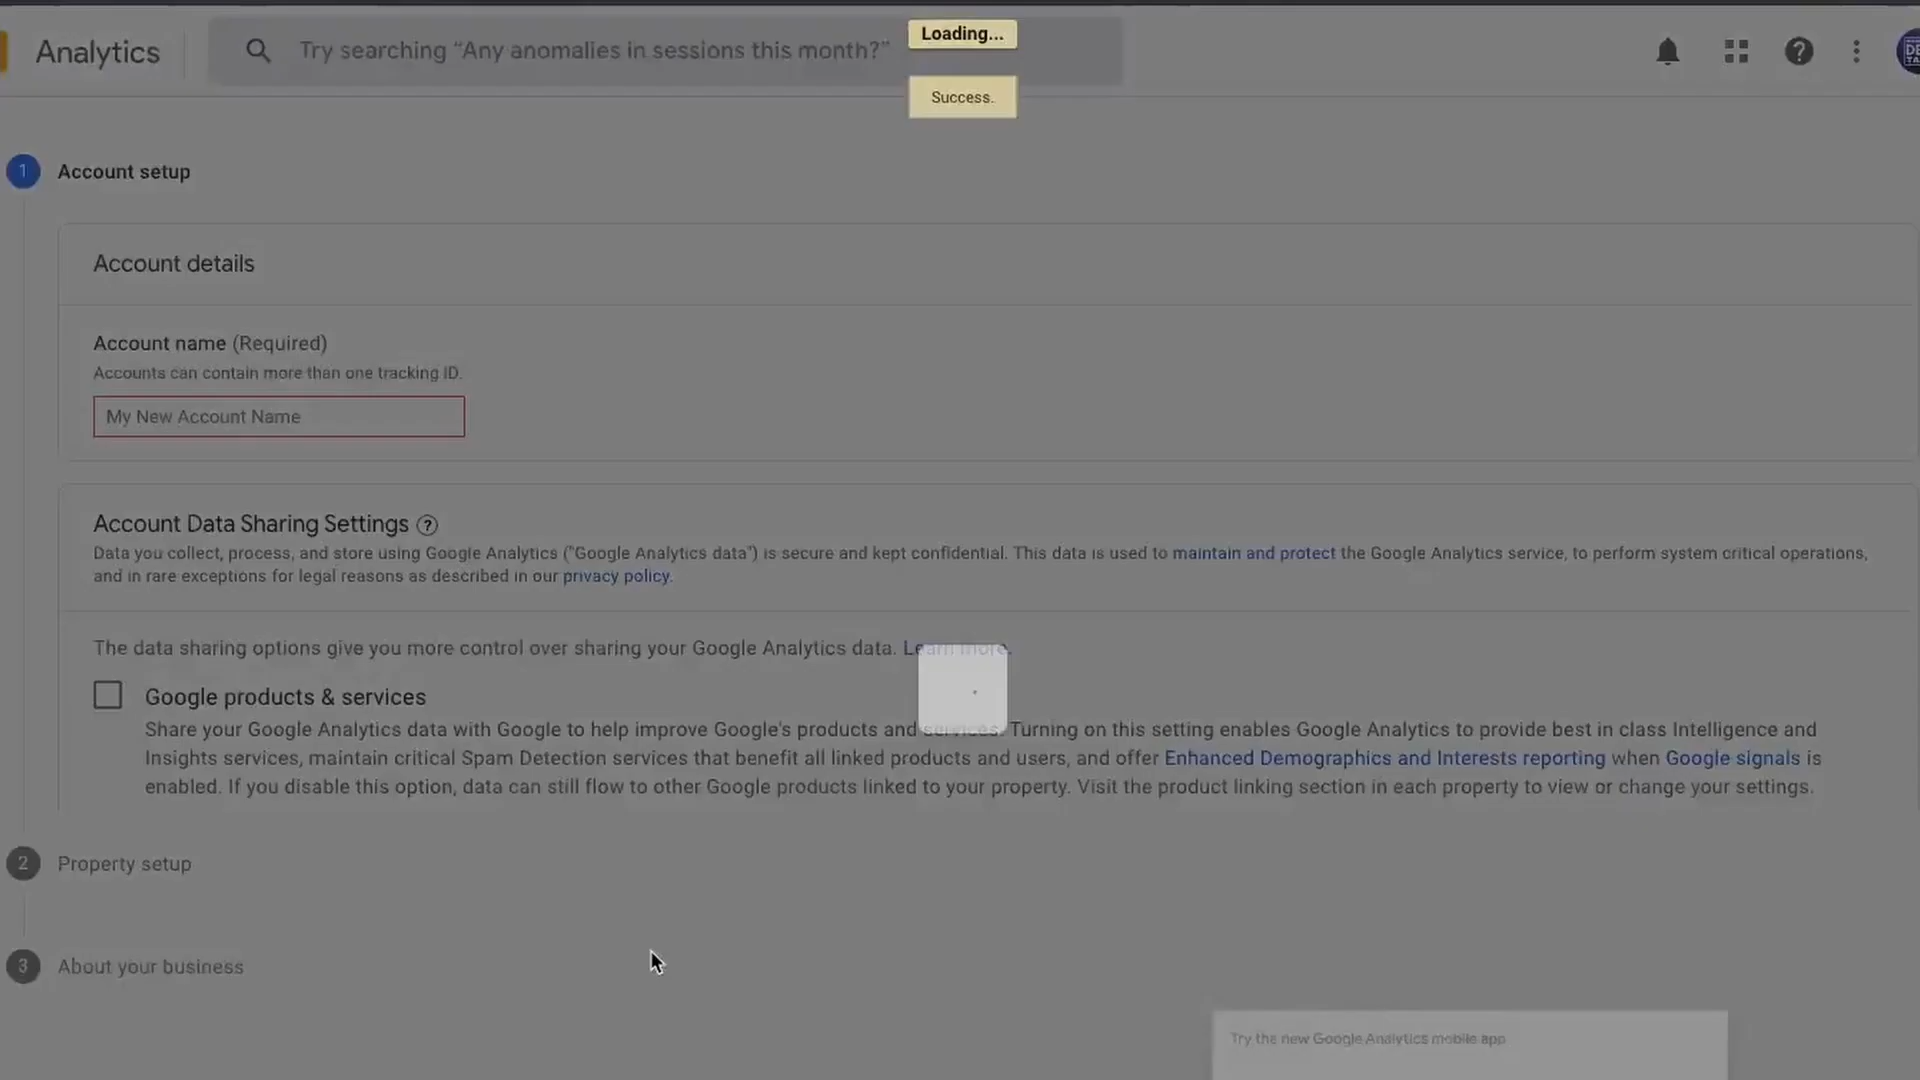 Analytics
Try searching “Any anomalies in sessions this month?”
Loading...
Success.
1 Account setup
Account details
Account name (Required)
Accounts can contain more than one tracking ID.
My New Account Name
Account Data Sharing Settings ?
Data you collect, process, and store using Google Analytics ("Google Analytics data") is secure and kept confidential. This data is used to maintain and protect the Google Analytics service, to perform system critical operations,
and in rare exceptions for legal reasons as described in our privacy policy.
The data sharing options give you more control over sharing your Google Analytics data. Learn more.
Google products & services
Share your Google Analytics data with Google to help improve Google's products and services. Turning on this setting enables Google Analytics to provide best in class Intelligence and
Insights services, maintain critical Spam Detection services that benefit all linked products and users, and offer Enhanced Demographics and Interests reporting when Google signals is
enabled. If you disable this option, data can still flow to other Google products linked to your property. Visit the product linking section in each property to view or change your settings.
2 Property setup
3 About your business
Try the new Google Analytics mobile app